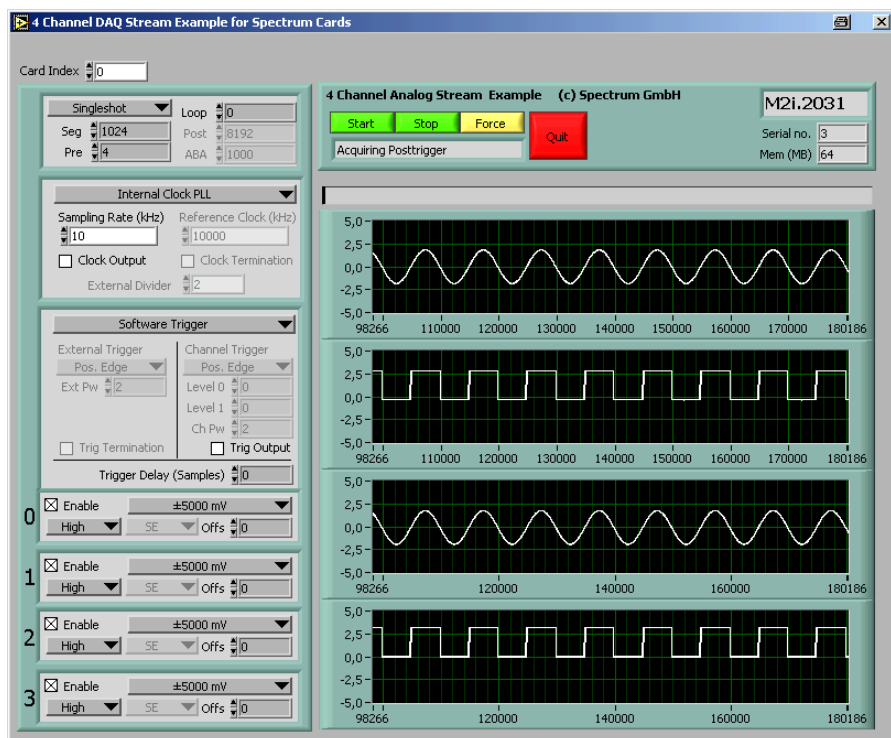 4 Channel DAQ Stream Example for Spectrum Cards
Card Index 0
Singleshot Loop 0
Seg 1024 Post 8192
Pre 4 ABA 1000
4 Channel Analog Stream Example (c) Spectrum GmbH
M2i.2031
Start Stop Force Quit
Serial no. 3
Acquiring Posttrigger
Mem (MB) 64
Internal Clock PLL
Sampling Rate (kHz) Reference Clock (kHz)
10 10000
Clock Output Clock Termination
External Divider 2
Software Trigger
External Trigger Channel Trigger
Pos. Edge Pos. Edge
Ext Pw 2 Level 0 0
Level 1 0
Ch Pw 2
Trig Termination Trig Output
Trigger Delay (Samples) 0
0 Enable ±5000 mV
High SE Offs 0
1 Enable ±5000 mV
High SE Offs 0
2 Enable ±5000 mV
High SE Offs 0
3 Enable ±5000 mV
High SE Offs 0
5,0
2,5
0,0
-2,5
-5,0
98266 110000 120000 130000 140000 150000 160000 170000 180186
5,0
2,5
0,0
-2,5
-5,0
98266 110000 120000 130000 140000 150000 160000 170000 180186
5,0
2,5
0,0
-2,5
-5,0
98266 120000 140000 160000 180186
5,0
2,5
0,0
-2,5
-5,0
98266 120000 140000 160000 180186